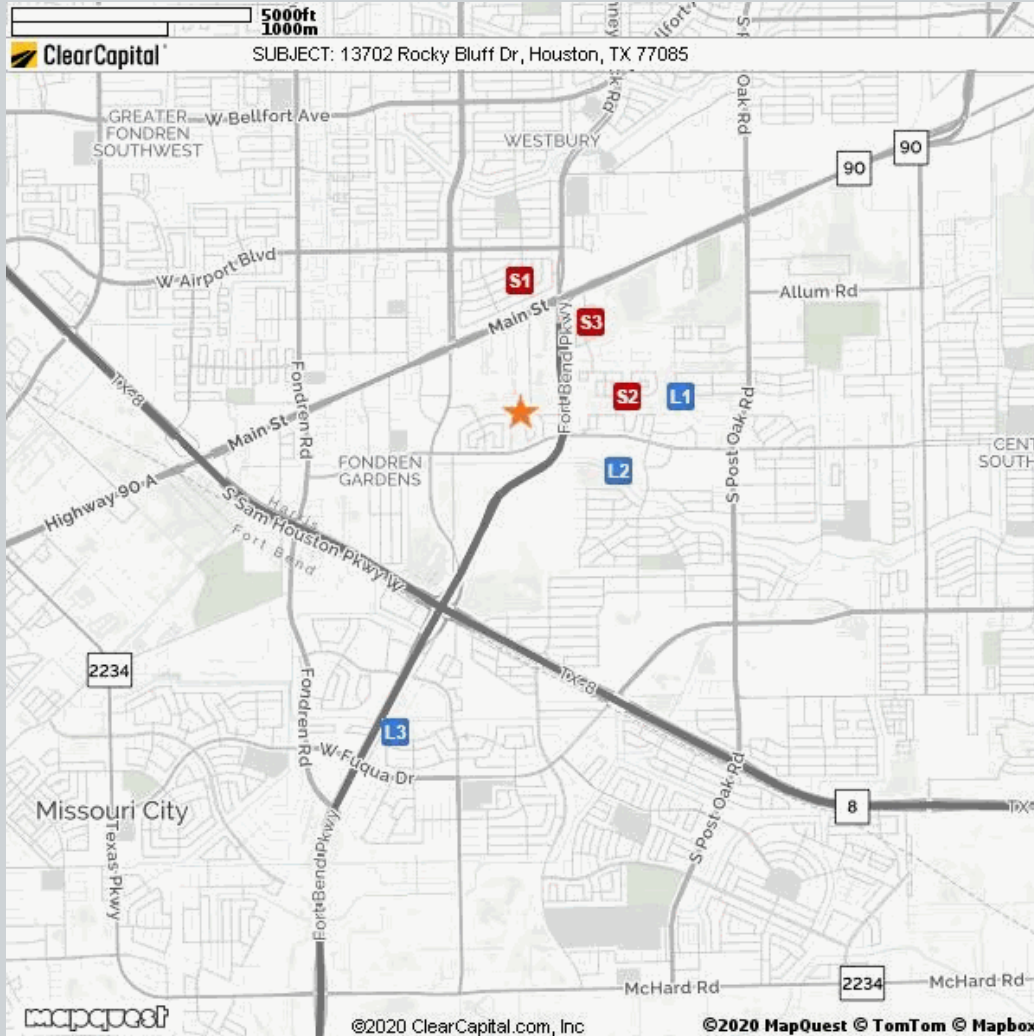 5000ft
1000m
ClearCapital
SUBJECT: 13702 Rocky Bluff Dr, Houston, TX 77085
GREATER
FONDREN
SOUTHWEST
W Bellfort Ave
WESTBURY
Oak Rd
90
90
W Airport Blvd
S1
Main St
S3
Allum Rd
Fort Bend Pkwy
TX-8
Fondren Rd
S2
L1
Main St
S Post Oak Rd
FONDREN
GARDENS
L2
CENT
SOUTH
Highway 90-A
Harris
Fort Bend
S Sam Houston Pkwy W
2234
TX-8
Fondren Rd
L3
W Fuqua Dr
S Post Oak Rd
Missouri City
8
TX
Texas Pkwy
Fort Bend Pkwy
McHard Rd
2234
McHard Rd
mapquest
©2020 ClearCapital.com, Inc
©2020 MapQuest © TomTom © Mapbo